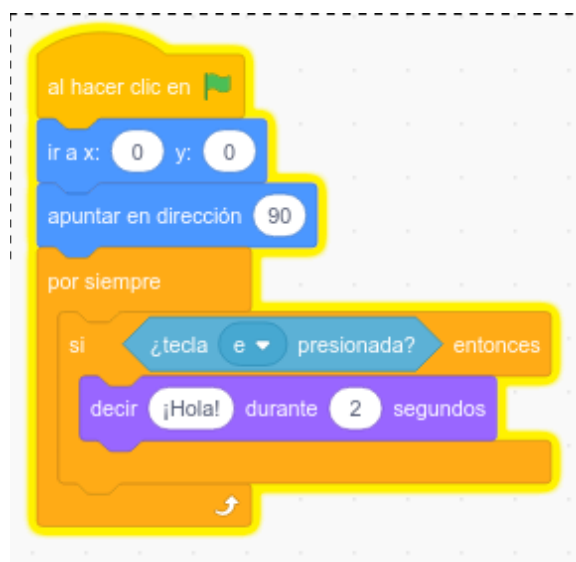 al hacer clic en
ir a x: 0 y: 0
apuntar en dirección 90
por siempre
si ¿tecla e presionada? entonces
decir ¡Hola! durante 2 segundos